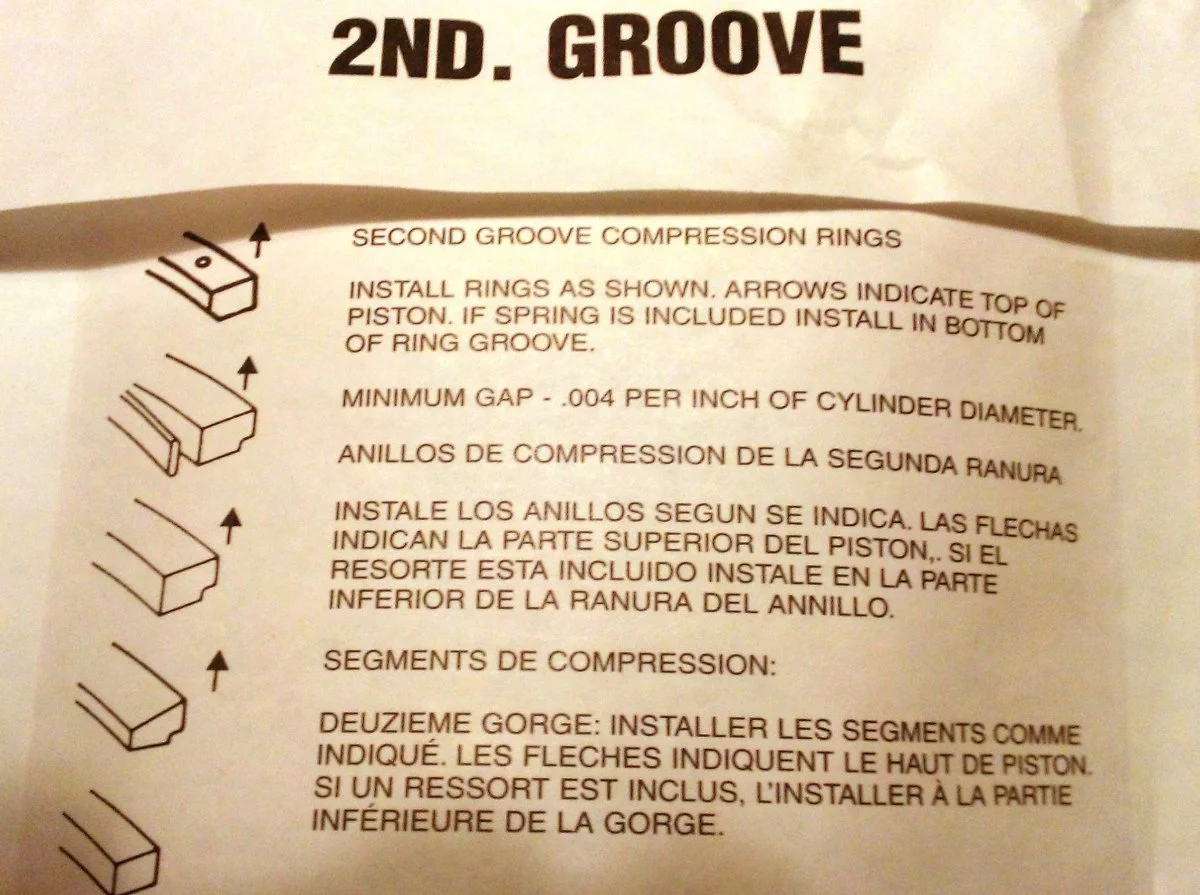 2ND. GROOVE
SECOND GROOVE COMPRESSION RINGS
INSTALL RINGS AS SHOWN. ARROWS INDICATE TOP OF
PISTON. IF SPRING IS INCLUDED INSTALL IN BOTTOM
OF RING GROOVE.
MINIMUM GAP - .004 PER INCH OF CYLINDER DIAMETER.
ANILLOS DE COMPRESSION DE LA SEGUNDA RANURA
INSTALE LOS ANILLOS SEGUN SE INDICA. LAS FLECHAS
INDICAN LA PARTE SUPERIOR DEL PISTON,. SI EL
RESORTE ESTA INCLUIDO INSTALE EN LA PARTE
INFERIOR DE LA RANURA DEL ANNILLO.
SEGMENTS DE COMPRESSION:
DEUZIEME GORGE: INSTALLER LES SEGMENTS COMME
INDIQUÉ. LES FLECHES INDIQUENT LE HAUT DE PISTON.
SI UN RESSORT EST INCLUS, L'INSTALLER À LA PARTIE
INFÉRIEURE DE LA GORGE.